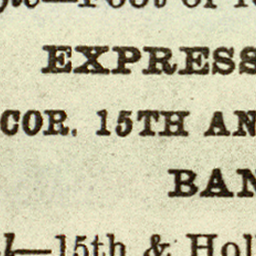 EXPRESS
COR. 15TH AN
BAN
15th & Hol